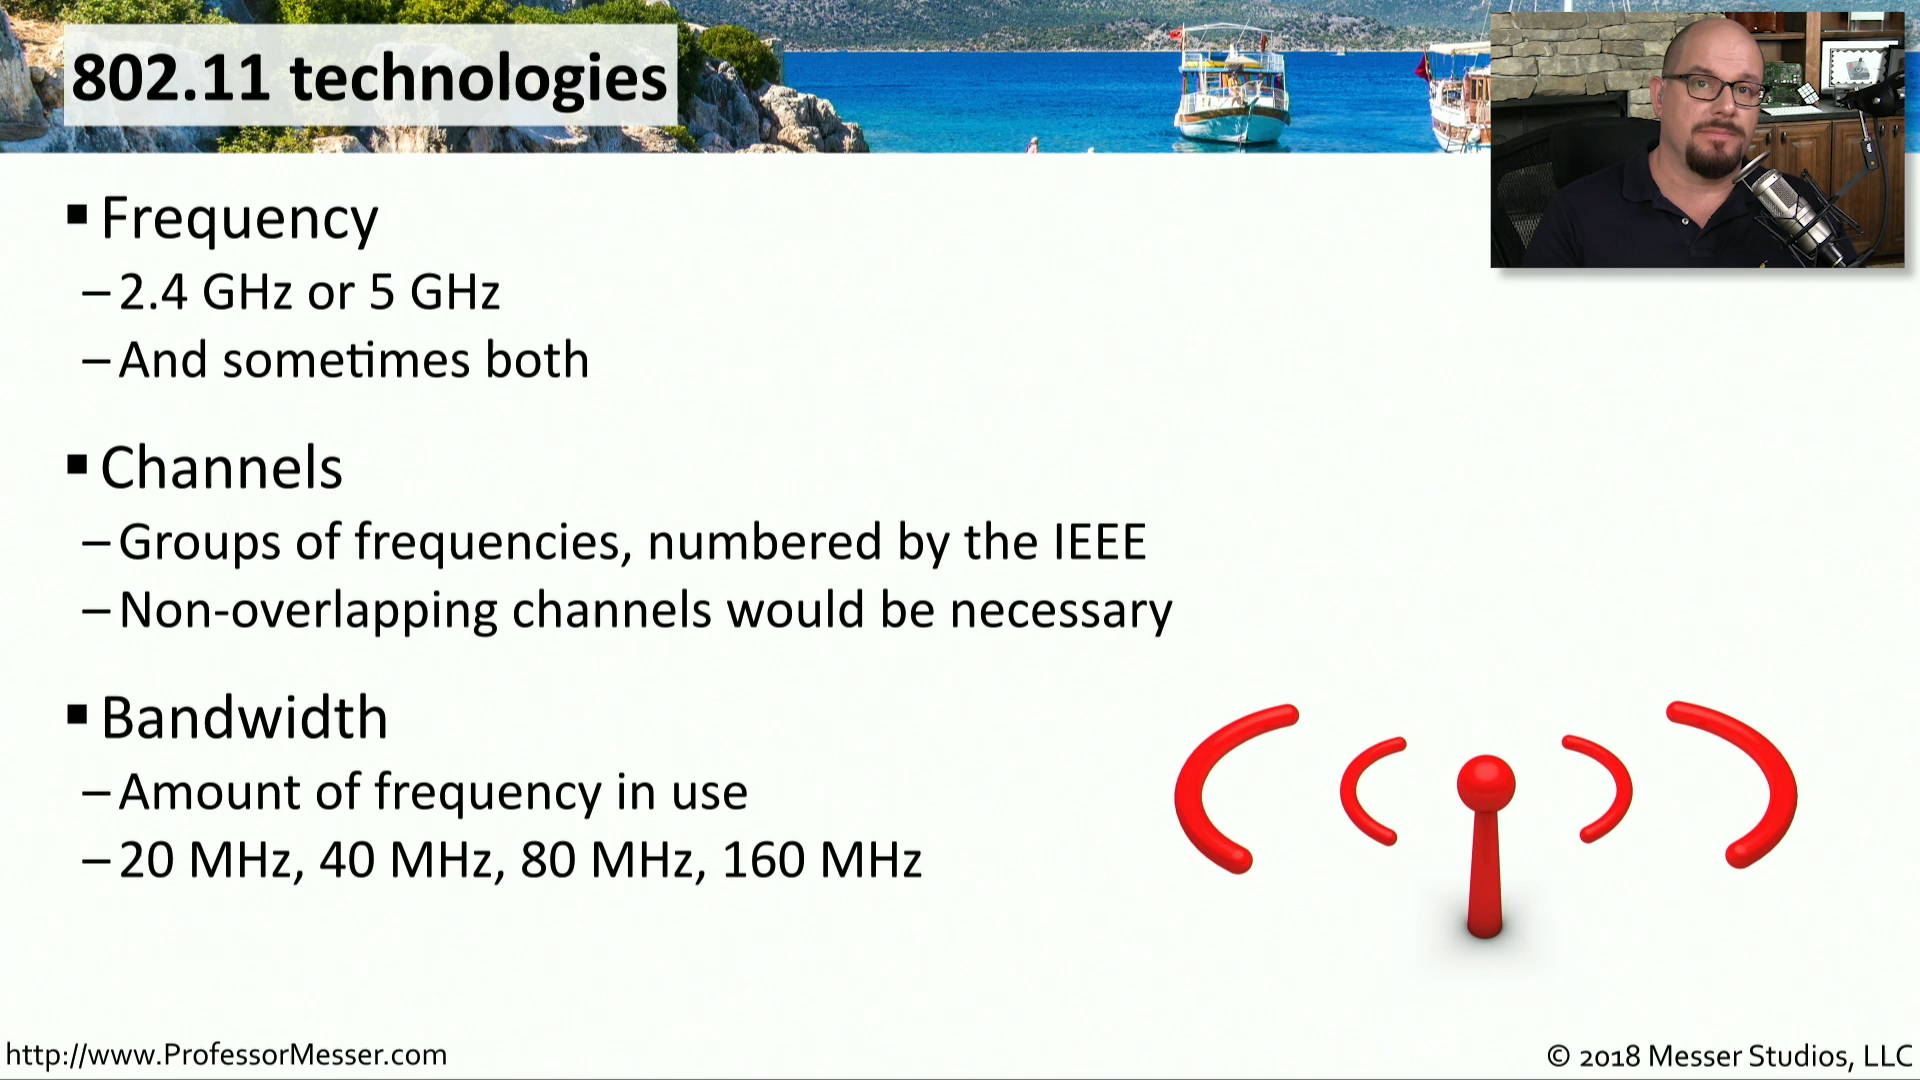 802.11 technologies
▪ Frequency
– 2.4 GHz or 5 GHz
– And sometimes both
▪ Channels
– Groups of frequencies, numbered by the IEEE
– Non-overlapping channels would be necessary
▪ Bandwidth
– Amount of frequency in use
– 20 MHz, 40 MHz, 80 MHz, 160 MHz
http://www.ProfessorMesser.com
© 2018 Messer Studios, LLC